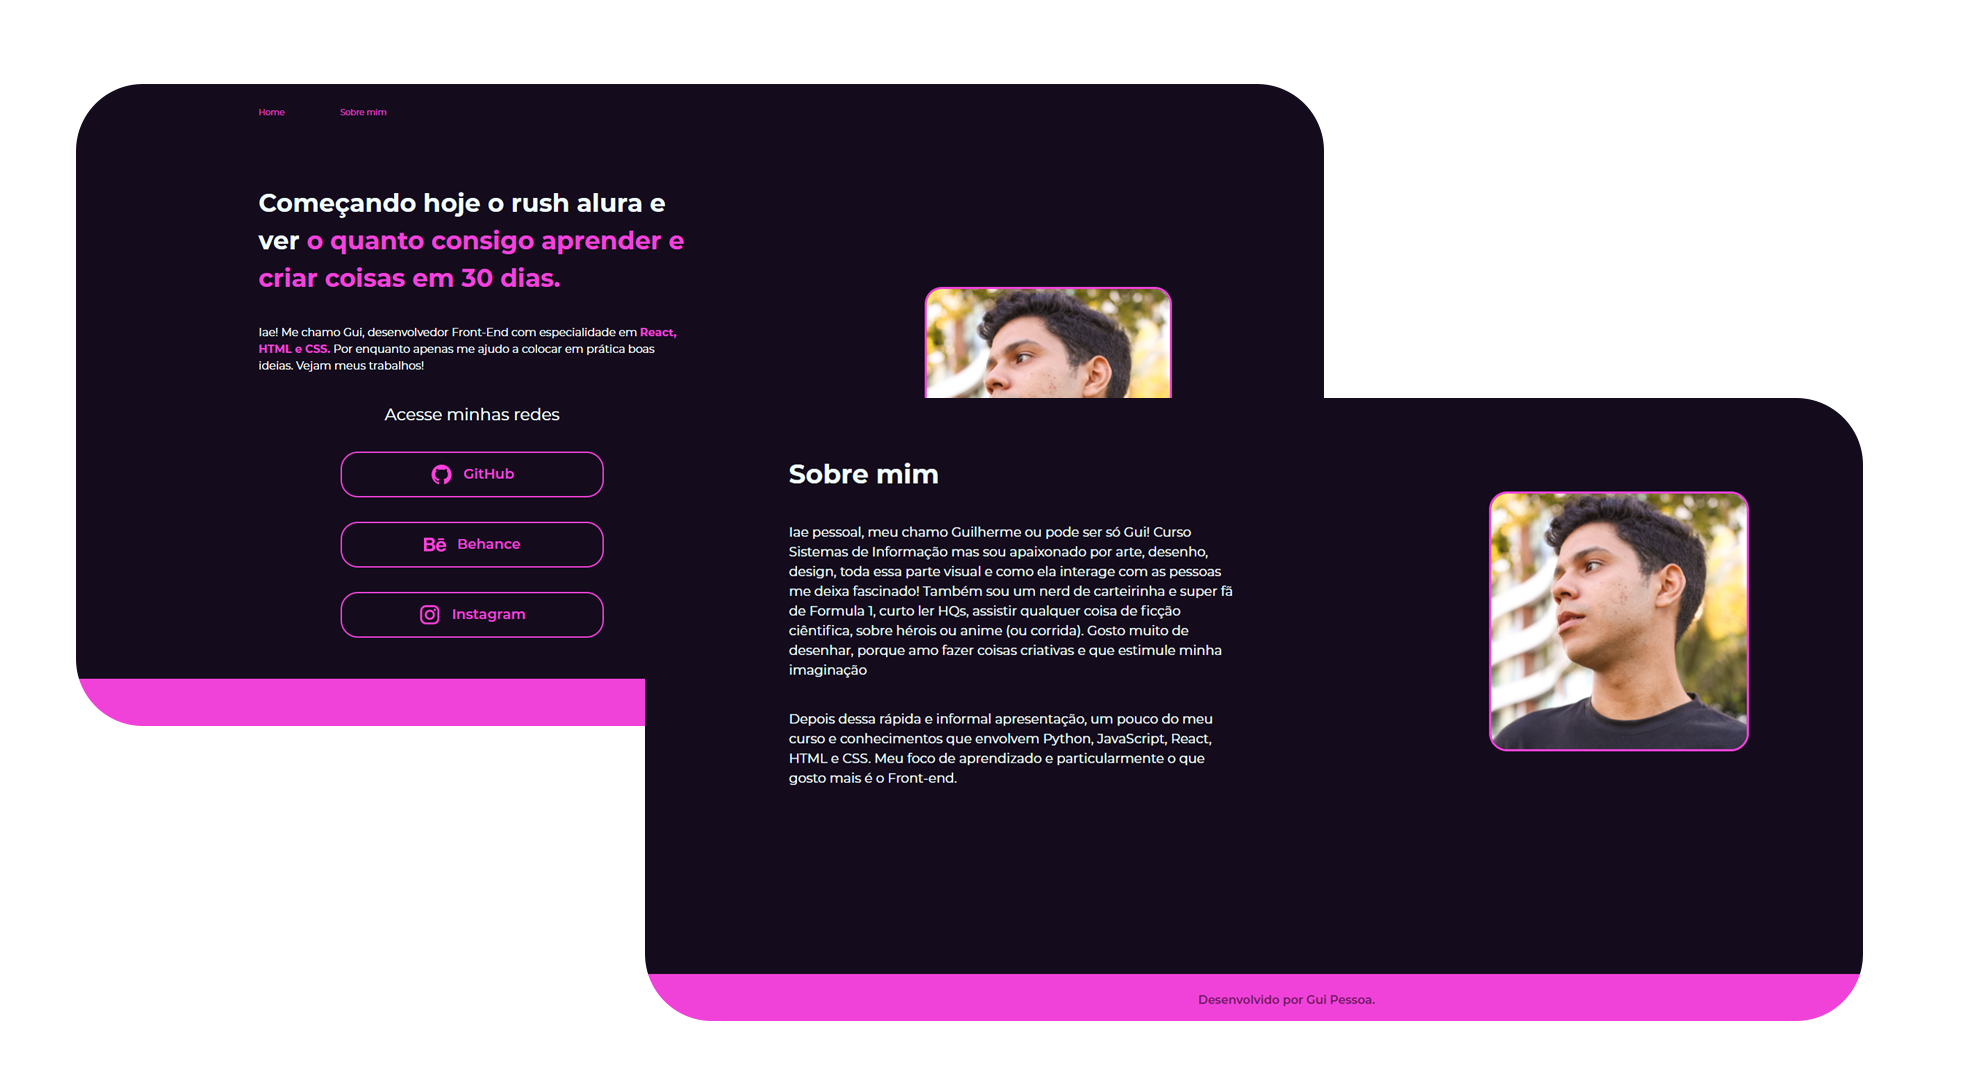 Home
Sobre mim
Começando hoje o rush alura e
ver o quanto consigo aprender e
criar coisas em 30 dias.
Iae! Me chamo Gui, desenvolvedor Front-End com especialidade em React,
HTML e CSS. Por enquanto apenas me ajudo a colocar em prática boas
ideias. Vejam meus trabalhos!
Acesse minhas redes
GitHub
Bē Behance
Instagram
Sobre mim
Iae pessoal, meu chamo Guilherme ou pode ser só Gui! Curso
Sistemas de Informação mas sou apaixonado por arte, desenho,
design, toda essa parte visual e como ela interage com as pessoas
me deixa fascinado! Também sou um nerd de carteirinha e super fã
de Formula 1, curto ler HQs, assistir qualquer coisa de ficção
ciêntifica, sobre hérois ou anime (ou corrida). Gosto muito de
desenhar, porque amo fazer coisas criativas e que estimule minha
imaginação
Depois dessa rápida e informal apresentação, um pouco do meu
curso e conhecimentos que envolvem Python, JavaScript, React,
HTML e CSS. Meu foco de aprendizado e particularmente o que
gosto mais é o Front-end.
Desenvolvido por Gui Pessoa.